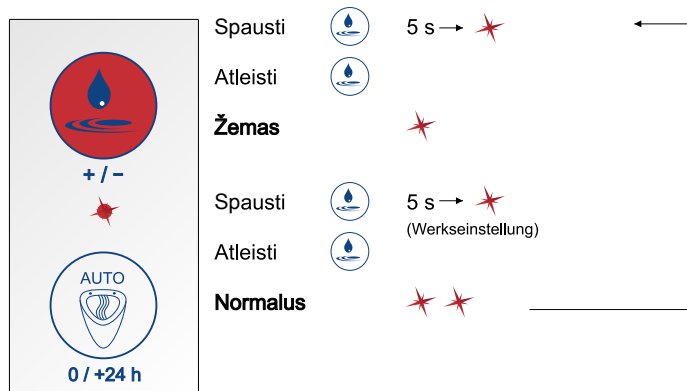 + / –
AUTO
0 / +24 h
Spausti 5 s
Atleisti
Žemas
Spausti 5 s
(Werkseinstellung)
Atleisti
Normalus